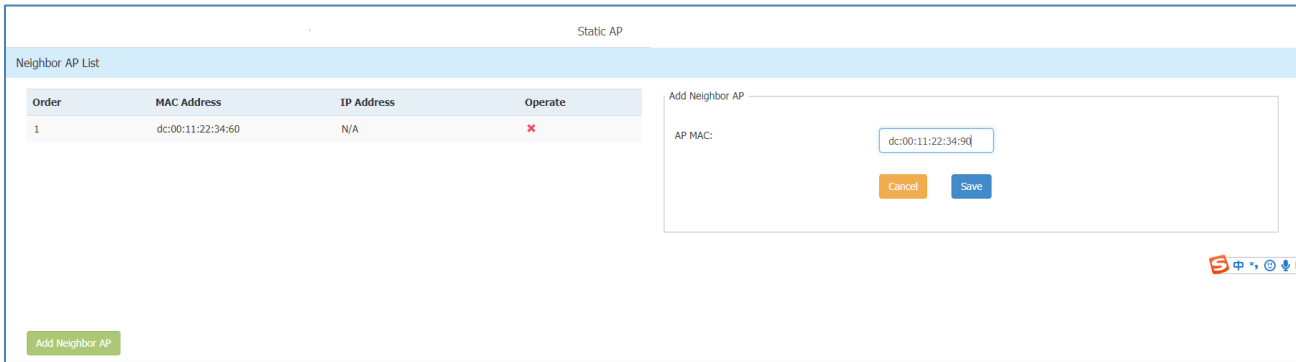 Static AP
Neighbor AP List
Order MAC Address IP Address Operate
1 dc:00:11:22:34:60 N/A
Add Neighbor AP
AP MAC: dc:00:11:22:34:90
Cancel Save
S 中
Add Neighbor AP